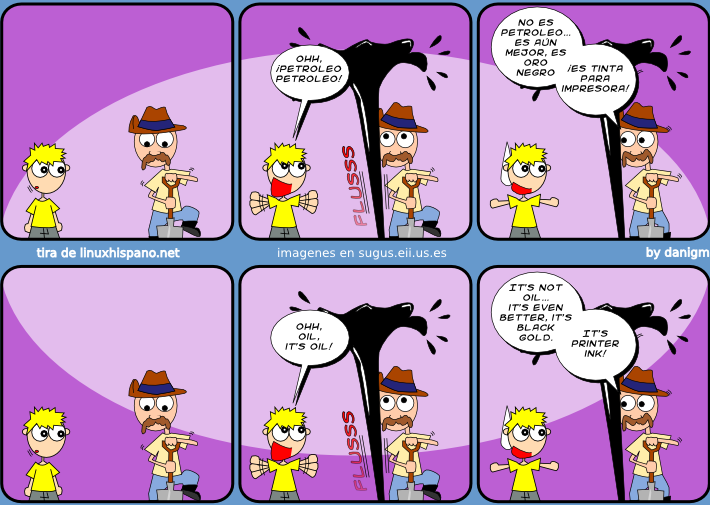 OHH,
¡PETROLEO
PETROLEO!
FLUSSS
NO ES
PETROLEO...
ES AÚN
MEJOR, ES
ORO
NEGRO
¡ES TINTA
PARA
IMPRESORA!
tira de linuxhispano.net
imagenes en sugus.eii.us.es
by danigm
OHH,
OIL,
IT'S OIL!
FLUSSS
IT'S NOT
OIL...
IT'S EVEN
BETTER, IT'S
BLACK
GOLD.
IT'S
PRINTER
INK!